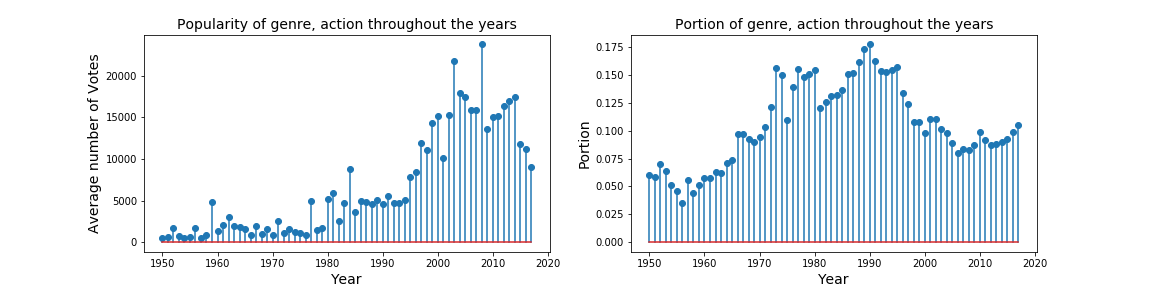 Popularity of genre, action throughout the years
Average number of Votes
20000
15000
10000
5000
0
1950 1960 1970 1980 1990 2000 2010 2020
Year
Portion of genre, action throughout the years
Portion
0.175
0.150
0.125
0.100
0.075
0.050
0.025
0.000
1950 1960 1970 1980 1990 2000 2010 2020
Year